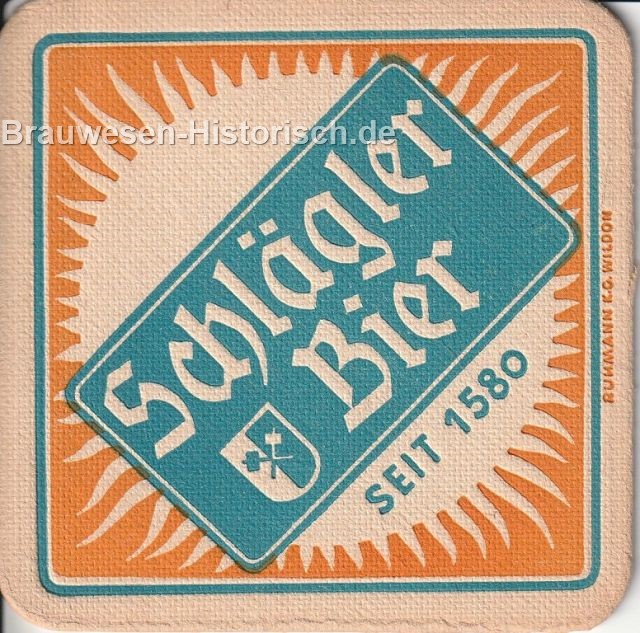 Brauwesen-Historisch.de
Schlägler
Bier
SEIT 1580
RUHMANN K.G. WILDON